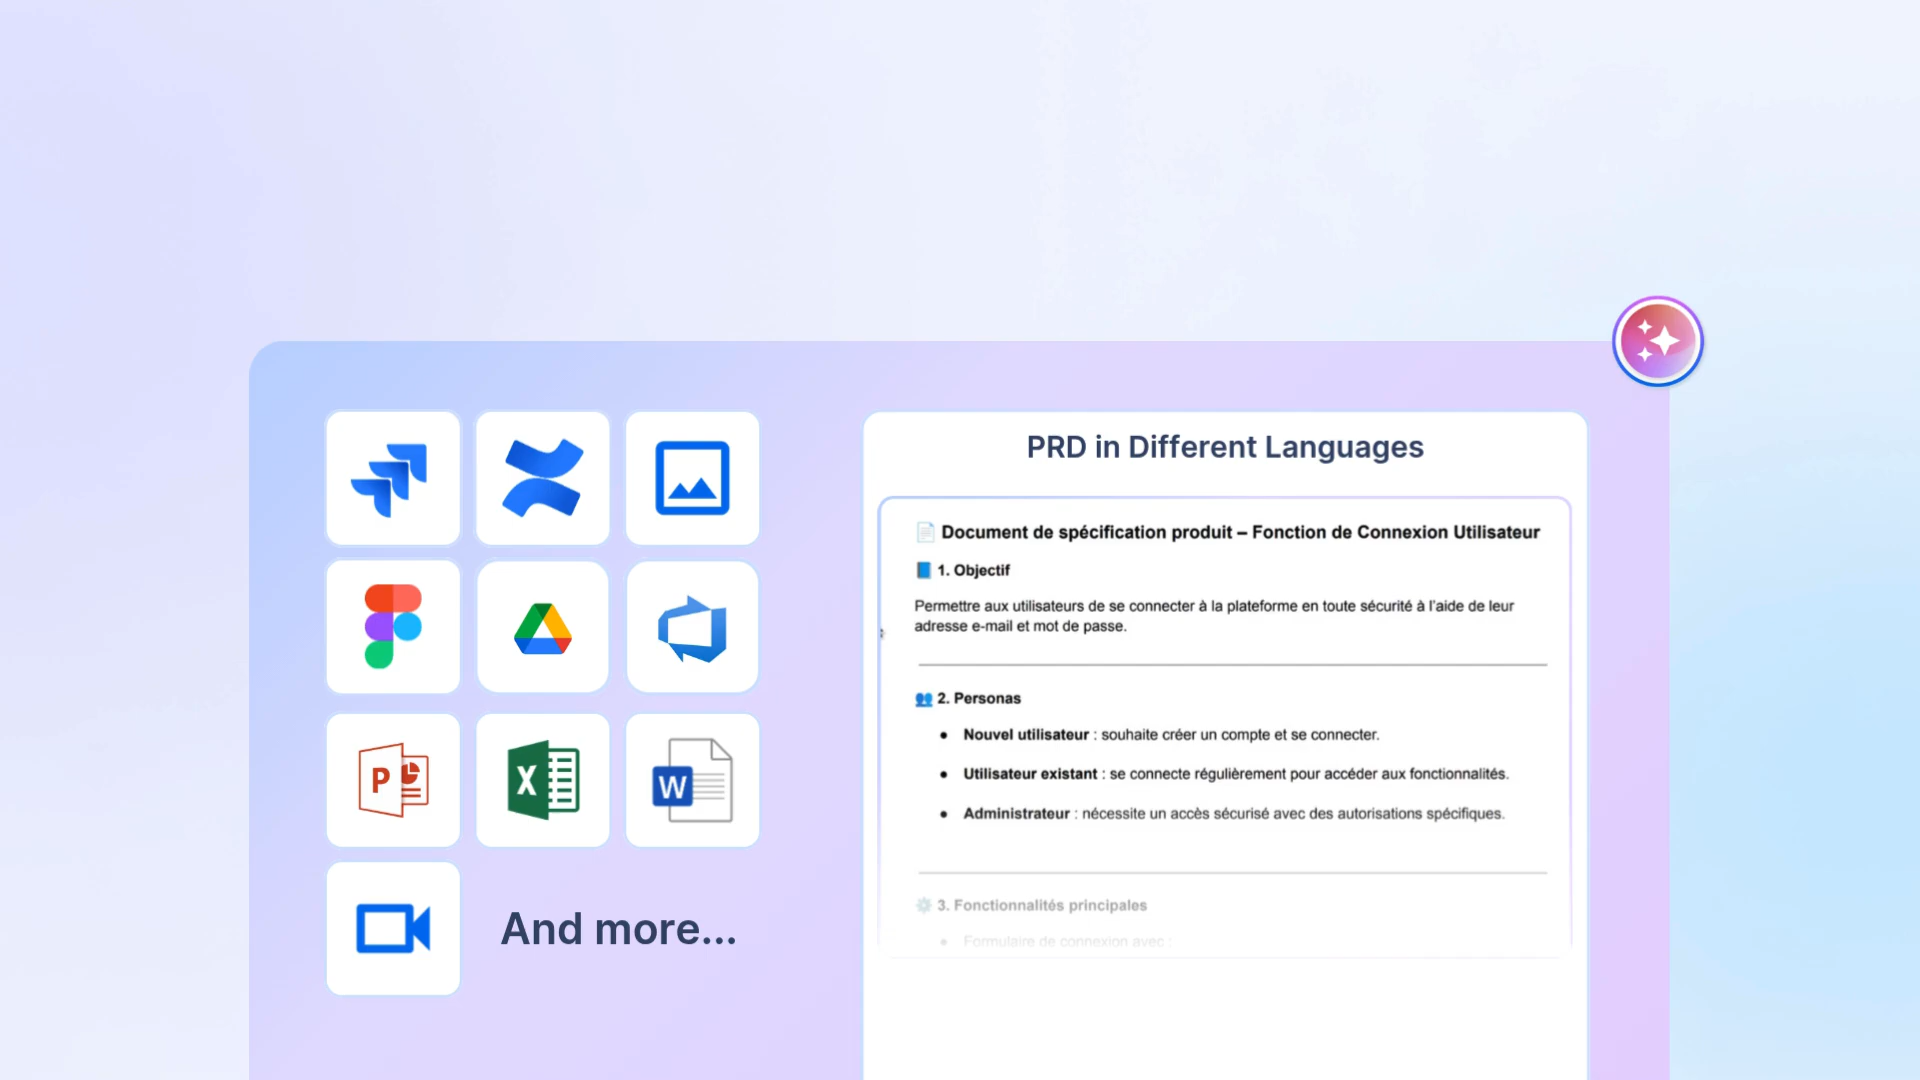 PRD in Different Languages
Document de spécification produit – Fonction de Connexion Utilisateur
1. Objectif
Permettre aux utilisateurs de se connecter à la plateforme en toute sécurité à l'aide de leur
adresse e-mail et mot de passe.
2. Personas
● Nouvel utilisateur : souhaite créer un compte et se connecter.
● Utilisateur existant : se connecte régulièrement pour accéder aux fonctionnalités.
● Administrateur : nécessite un accès sécurisé avec des autorisations spécifiques.
3. Fonctionnalités principales
● Formulaire de connexion avec :
P
X
W
And more...